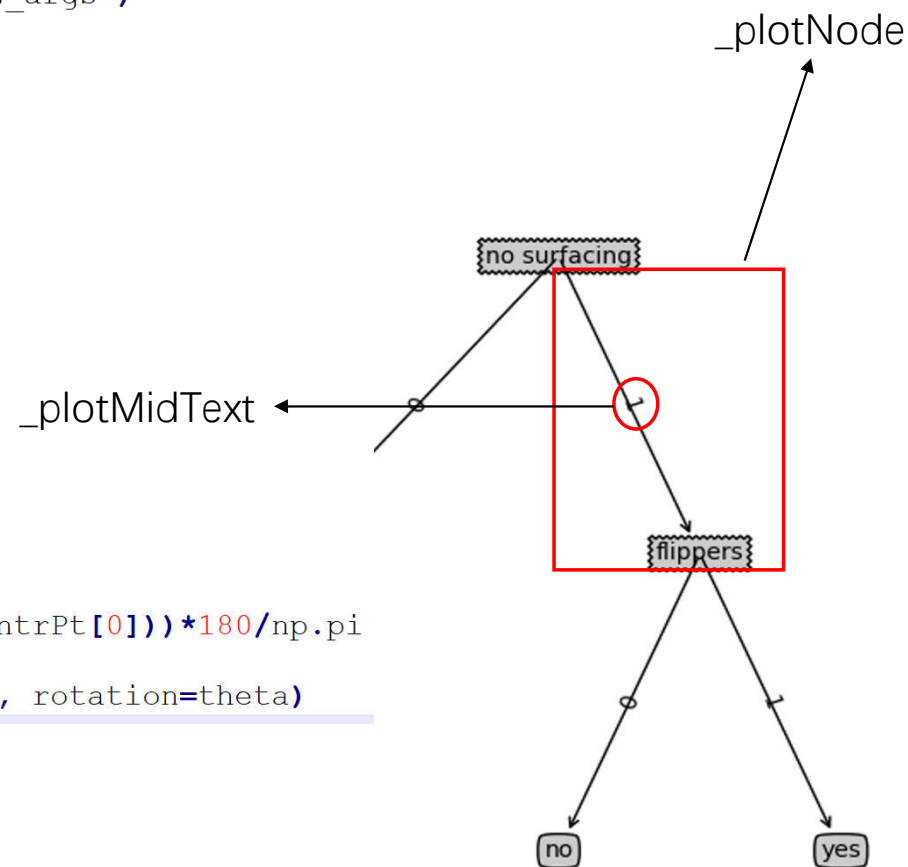 _args )
_plotNode
no surfacing
_plotMidText
0
1
flippers
ntrPt[0]))*180/np.pi
, rotation=theta)
0
1
no
yes